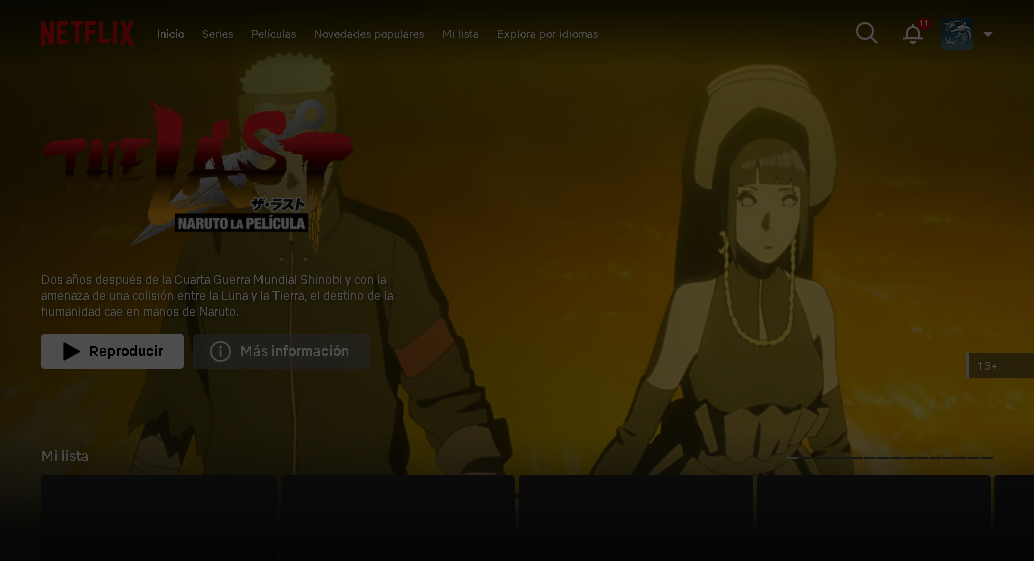 NETFLIX
Inicio Series Películas Novedades populares Mi lista Explora por idiomas
11
THE LAST
ザ・ラスト
NARUTO LA PELÍCULA
Dos años después de la Cuarta Guerra Mundial Shinobi y con la
amenaza de una colisión entre la Luna y la Tierra, el destino de la
humanidad cae en manos de Naruto.
Reproducir Más información
13+
Mi lista